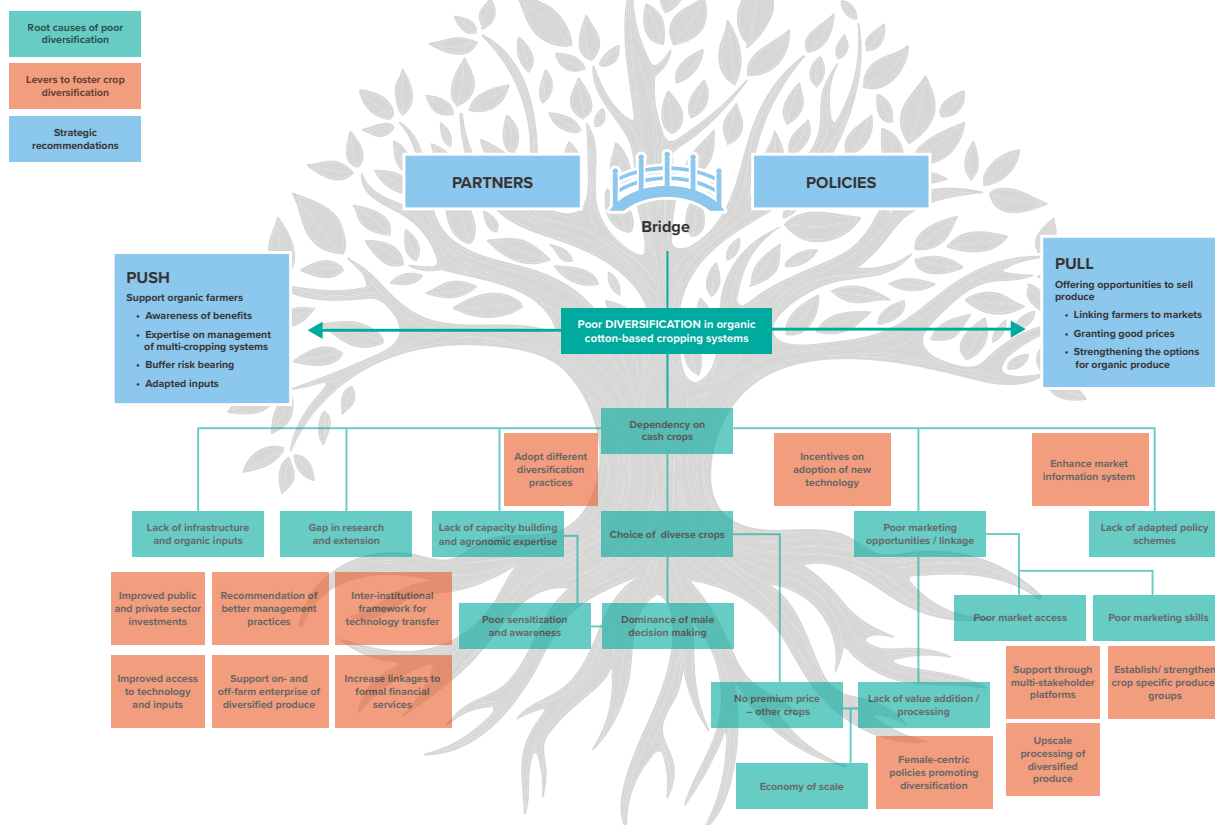 Root causes of poor
diversification
Levers to foster crop
diversification
Strategic
recommendations
PARTNERS
POLICIES
Bridge
PUSH
Support organic farmers
• Awareness of benefits
• Expertise on management
of multi-cropping systems
• Buffer risk bearing
• Adapted inputs
Poor DIVERSIFICATION in organic
cotton-based cropping systems
PULL
Offering opportunities to sell
produce
• Linking farmers to markets
• Granting good prices
• Strengthening the options
for organic produce
Dependency on
cash crops
Adopt different
diversification
practices
Incentives on
adoption of new
technology
Enhance market
information system
Lack of infrastructure
and organic inputs
Gap in research
and extension
Lack of capacity building
and agronomic expertise
Choice of diverse crops
Poor marketing
opportunities / linkage
Lack of adapted policy
schemes
Improved public
and private sector
investments
Recommendation of
better management
practices
Inter-institutional
framework for
technology transfer
Poor sensitization
and awareness
Dominance of male
decision making
Poor market access
Poor marketing skills
Improved access
to technology
and inputs
Support on- and
off-farm enterprise of
diversified produce
Increase linkages to
formal financial
services
Support through
multi-stakeholder
platforms
Establish/ strengthen
crop specific produce
groups
No premium price
– other crops
Lack of value addition /
processing
Upscale
processing of
diversified
produce
Economy of scale
Female-centric
policies promoting
diversification